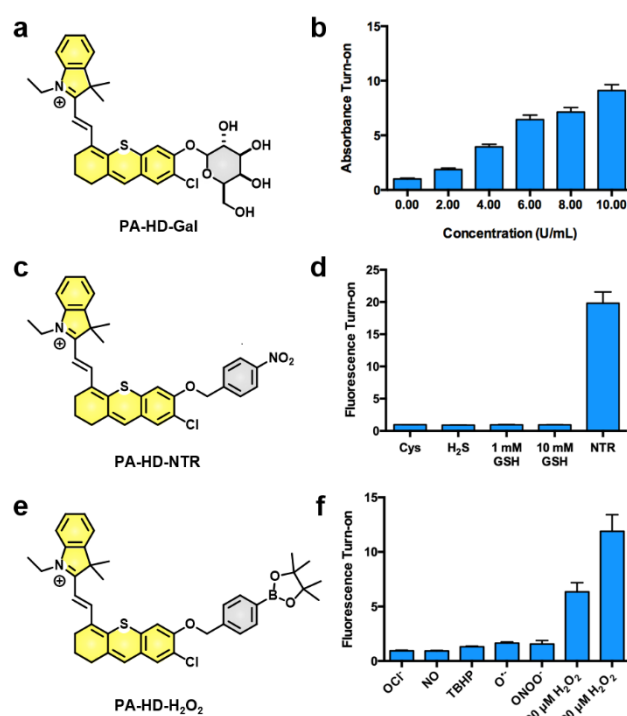 a
b
N
S
O
Cl
O
OH
OH
OH
OH
PA-HD-Gal
Absorbance Turn-on
15
10
5
0
0.00 2.00 4.00 6.00 8.00 10.00
Concentration (U/mL)
c
d
N
S
O
Cl
NO₂
PA-HD-NTR
Fluorescence Turn-on
25
20
15
10
5
0
Cys H₂S 1 mM GSH 10 mM GSH NTR
e
f
N
S
O
Cl
B
O
O
PA-HD-H₂O₂
Fluorescence Turn-on
15
10
5
0
OCl⁻ NO TBHP ONOO⁻ µM H₂O₂ µM H₂O₂